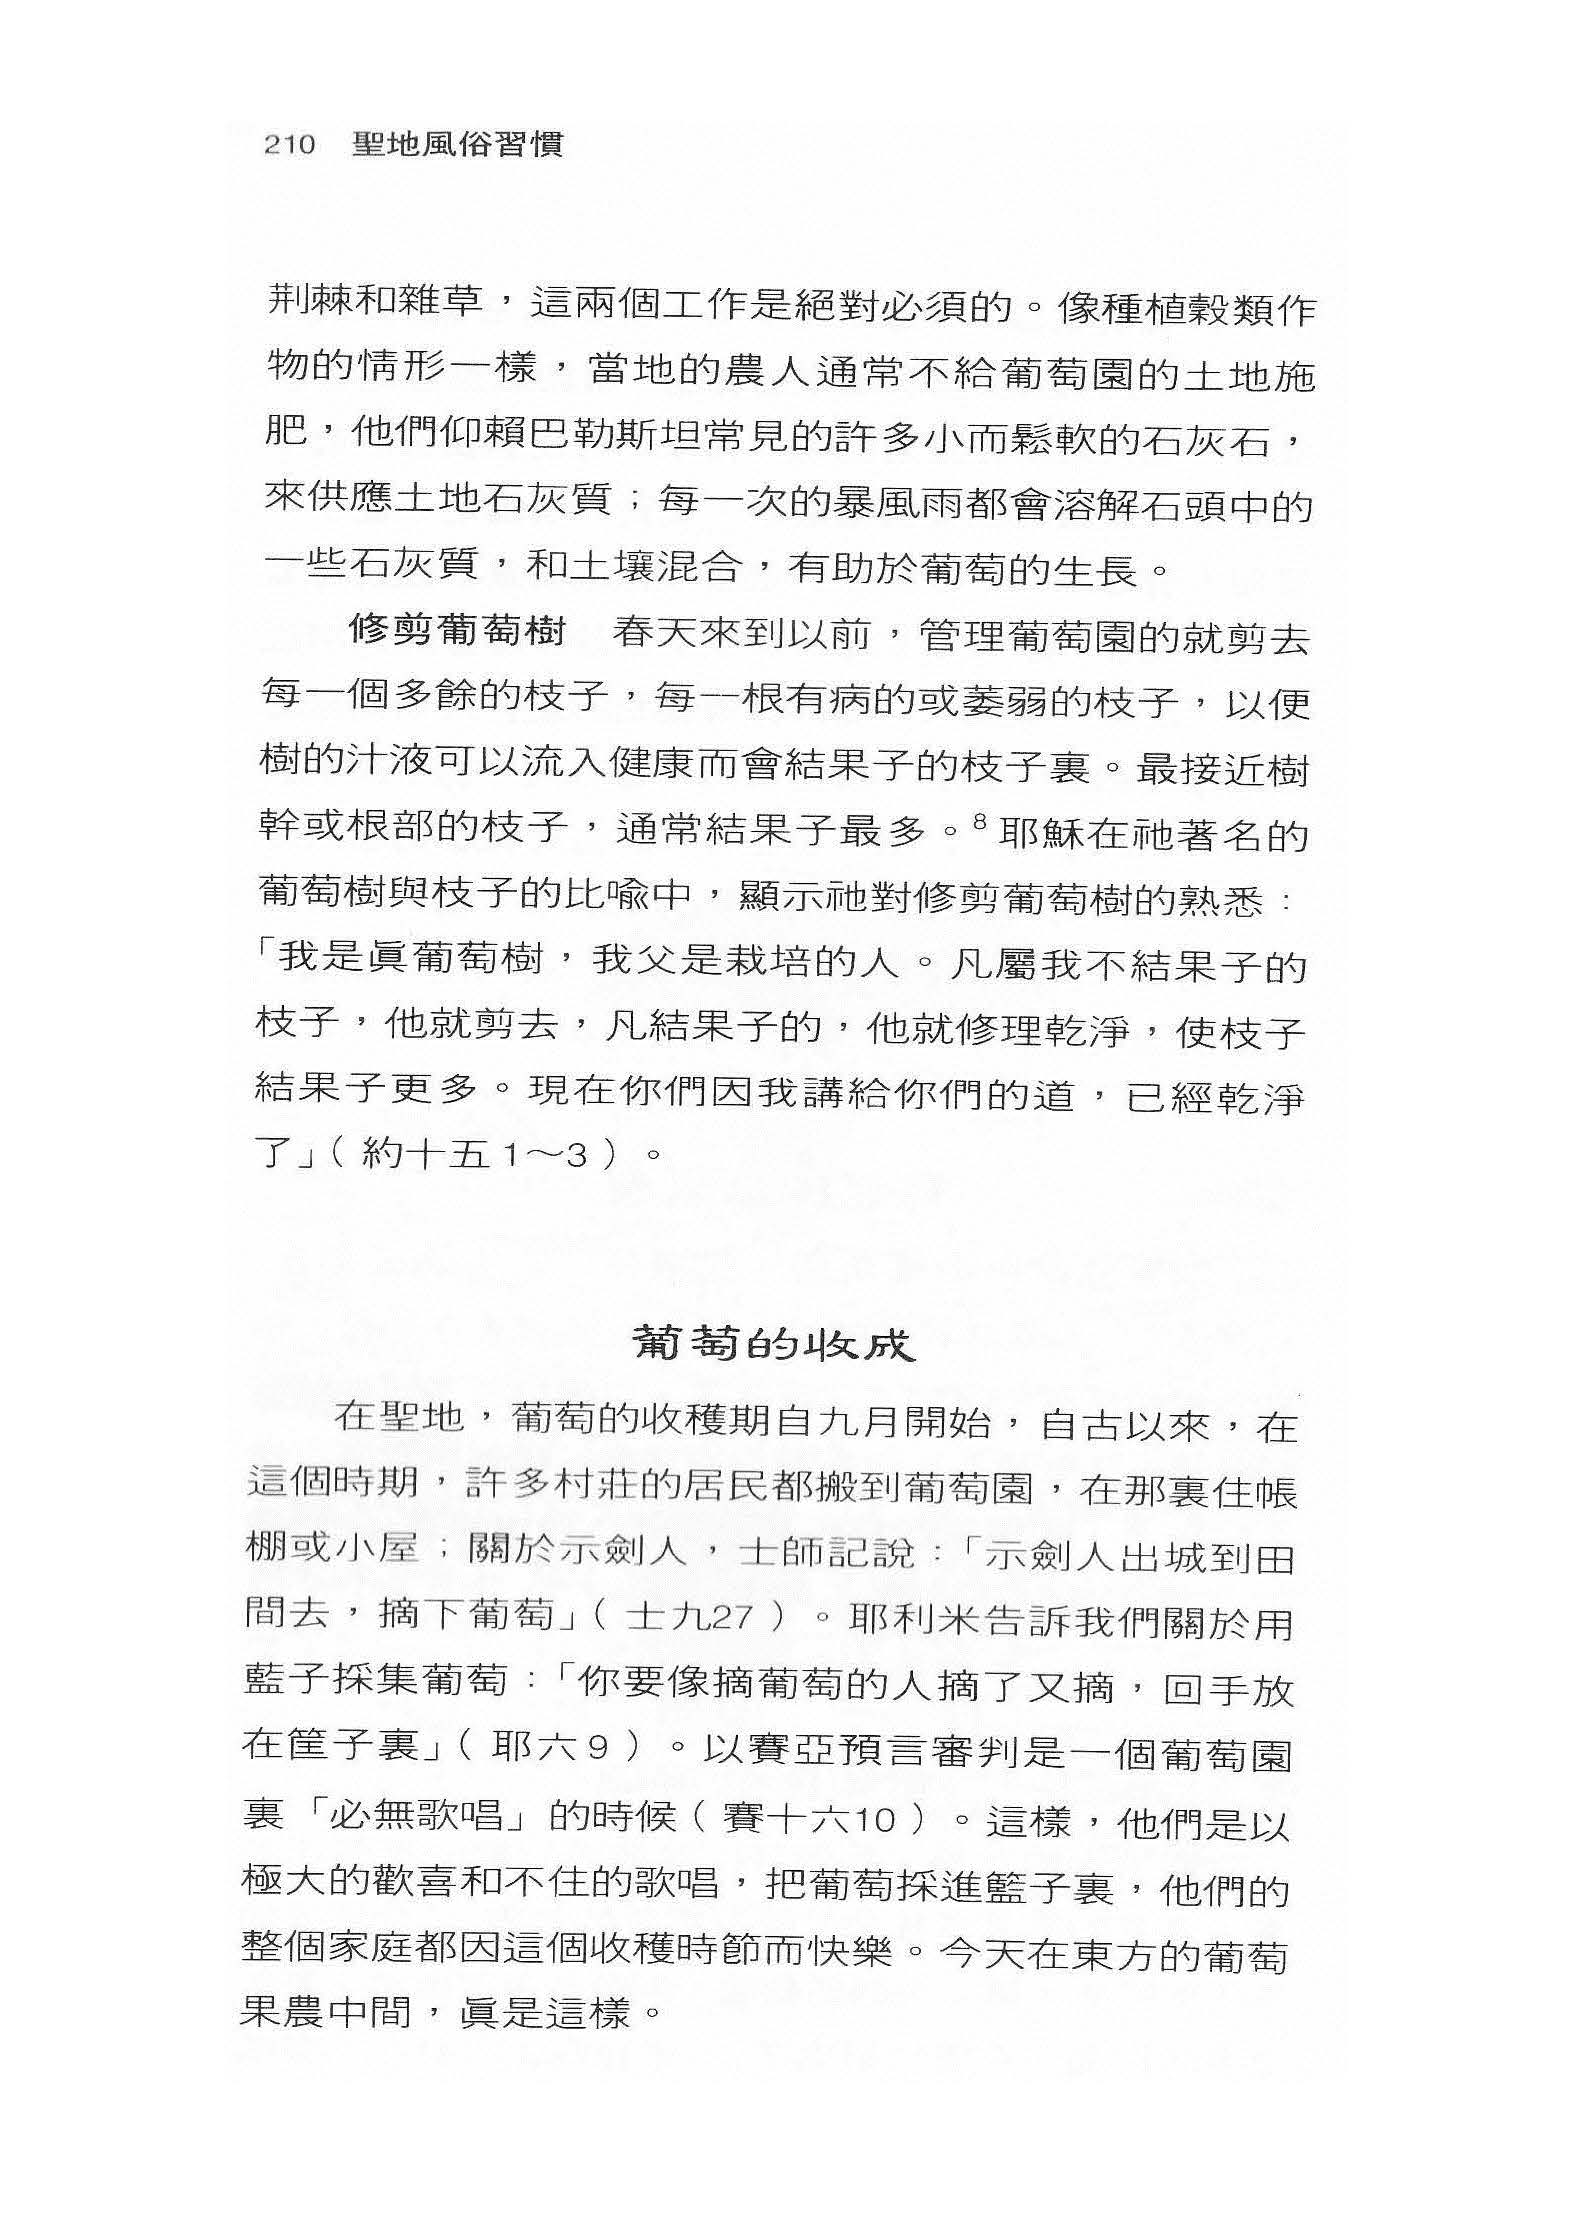 210 聖地風俗習慣
荆棘和雜草，這兩個工作是絕對必須的。像種植穀類作
物的情形一樣，當地的農人通常不給葡萄園的土地施
肥，他們仰賴巴勒斯坦常見的許多小而鬆軟的石灰石，
來供應土地石灰質；每一次的暴風雨都會溶解石頭中的
一些石灰質，和土壤混合，有助於葡萄的生長。
修剪葡萄樹　春天來到以前，管理葡萄園的就剪去
每一個多餘的枝子，每一根有病的或萎弱的枝子，以便
樹的汁液可以流入健康而會結果子的枝子裏。最接近樹
幹或根部的枝子，通常結果子最多。8耶穌在祂著名的
葡萄樹與枝子的比喩中，顯示祂對修剪葡萄樹的熟悉：
「我是眞葡萄樹，我父是栽培的人。凡屬我不結果子的
枝子，他就剪去，凡結果子的，他就修理乾淨，使枝子
結果子更多。現在你們因我講給你們的道，已經乾淨
了」（約十五1～3）。
葡萄的收成
在聖地，葡萄的收穫期自九月開始，自古以來，在
這個時期，許多村莊的居民都搬到葡萄園，在那裏住帳
棚或小屋；關於示劍人，士師記說：「示劍人出城到田
間去，摘下葡萄」（士九27）。耶利米告訴我們關於用
籃子採集葡萄：「你要像摘葡萄的人摘了又摘，回手放
在筐子裏」（耶六9）。以賽亞預言審判是一個葡萄園
裏「必無歌唱」的時候（賽十六10）。這樣，他們是以
極大的歡喜和不住的歌唱，把葡萄採進籃子裏，他們的
整個家庭都因這個收穫時節而快樂。今天在東方的葡萄
果農中間，眞是這樣。